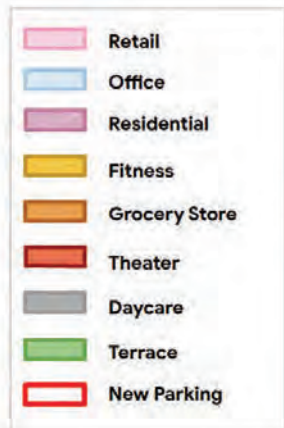 Retail
Office
Residential
Fitness
Grocery Store
Theater
Daycare
Terrace
New Parking